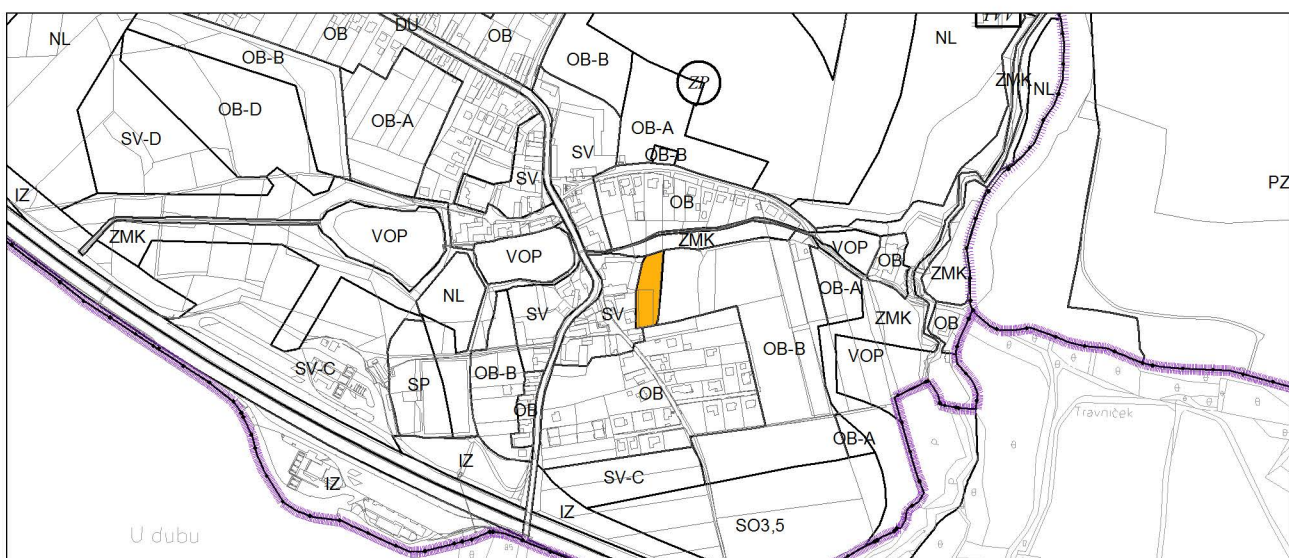 DU
NL
OB
OB
NL
OB-B
OB-B
ZP
ZMK
NL
OB-D
OB-A
OB-A
SV-D
SV
OB-B
SV
IZ
PZ
OB
ZMK
VOP
VOP
ZMK
VOP
OB
ZMK
NL
OB-A
SV
SV
ZMK
OB
SV-C
SP
OB-B
OB-B
VOP
OB
OB
Travniček
OB-A
IZ
SV-C
IZ
IZ
SO3,5
U dubu